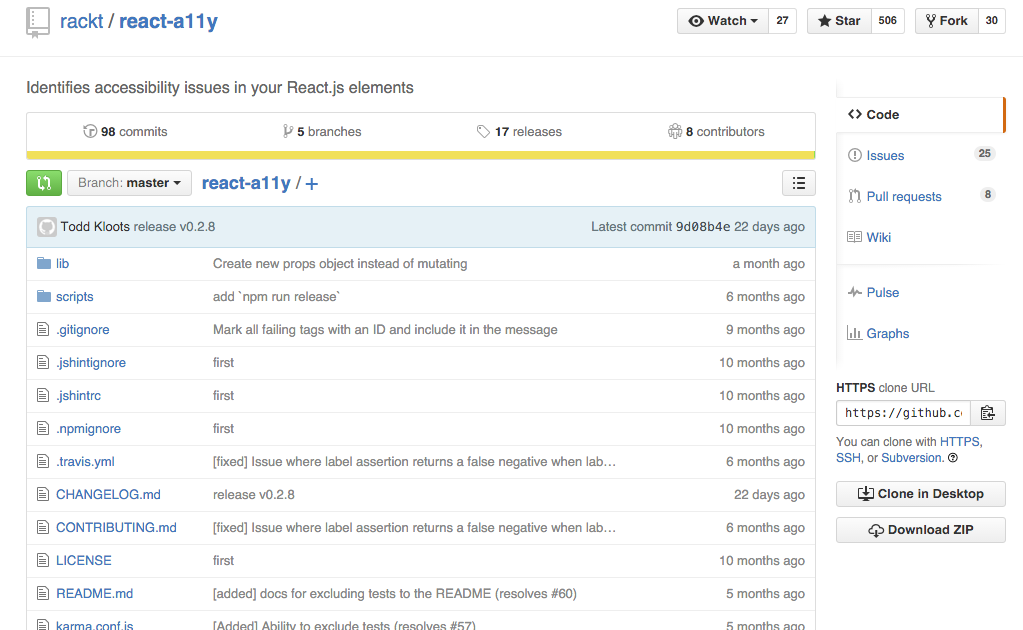 rackt / react-a11y
Watch 27 Star 506 Fork 30
Identifies accessibility issues in your React.js elements
98 commits 5 branches 17 releases 8 contributors
Branch: master react-a11y / +
Todd Kloots release v0.2.8 Latest commit 9d08b4e 22 days ago
lib Create new props object instead of mutating a month ago
scripts add `npm run release` 6 months ago
.gitignore Mark all failing tags with an ID and include it in the message 9 months ago
.jshintignore first 10 months ago
.jshintrc first 10 months ago
.npmignore first 10 months ago
.travis.yml [fixed] Issue where label assertion returns a false negative when lab… 6 months ago
CHANGELOG.md release v0.2.8 22 days ago
CONTRIBUTING.md [fixed] Issue where label assertion returns a false negative when lab… 6 months ago
LICENSE first 10 months ago
README.md [added] docs for excluding tests to the README (resolves #60) 5 months ago
karma.conf.js [Added] Ability to exclude tests (resolves #57) 5 months ago
Code
Issues 25
Pull requests 8
Wiki
Pulse
Graphs
HTTPS clone URL
https://github.c
You can clone with HTTPS,
SSH, or Subversion.
Clone in Desktop
Download ZIP